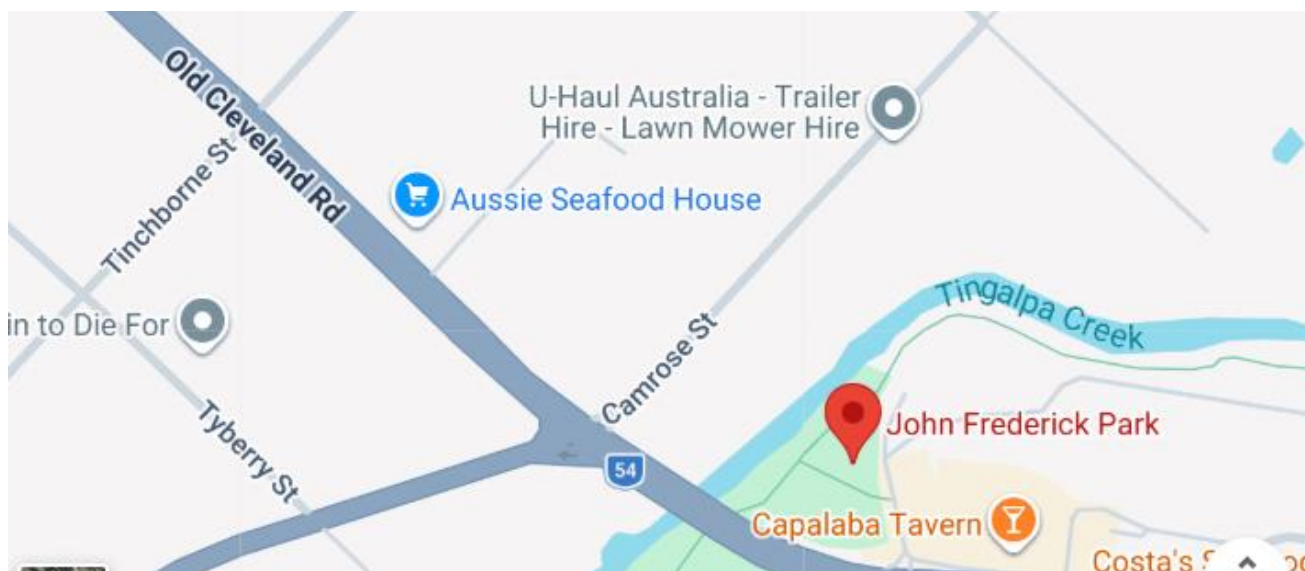 Old Cleveland Rd
U-Haul Australia - Trailer
Hire - Lawn Mower Hire
Tinchborne St
Aussie Seafood House
Tingalpa Creek
in to Die For
Camrose St
Tyberry St
John Frederick Park
54
Capalaba Tavern
Costa's